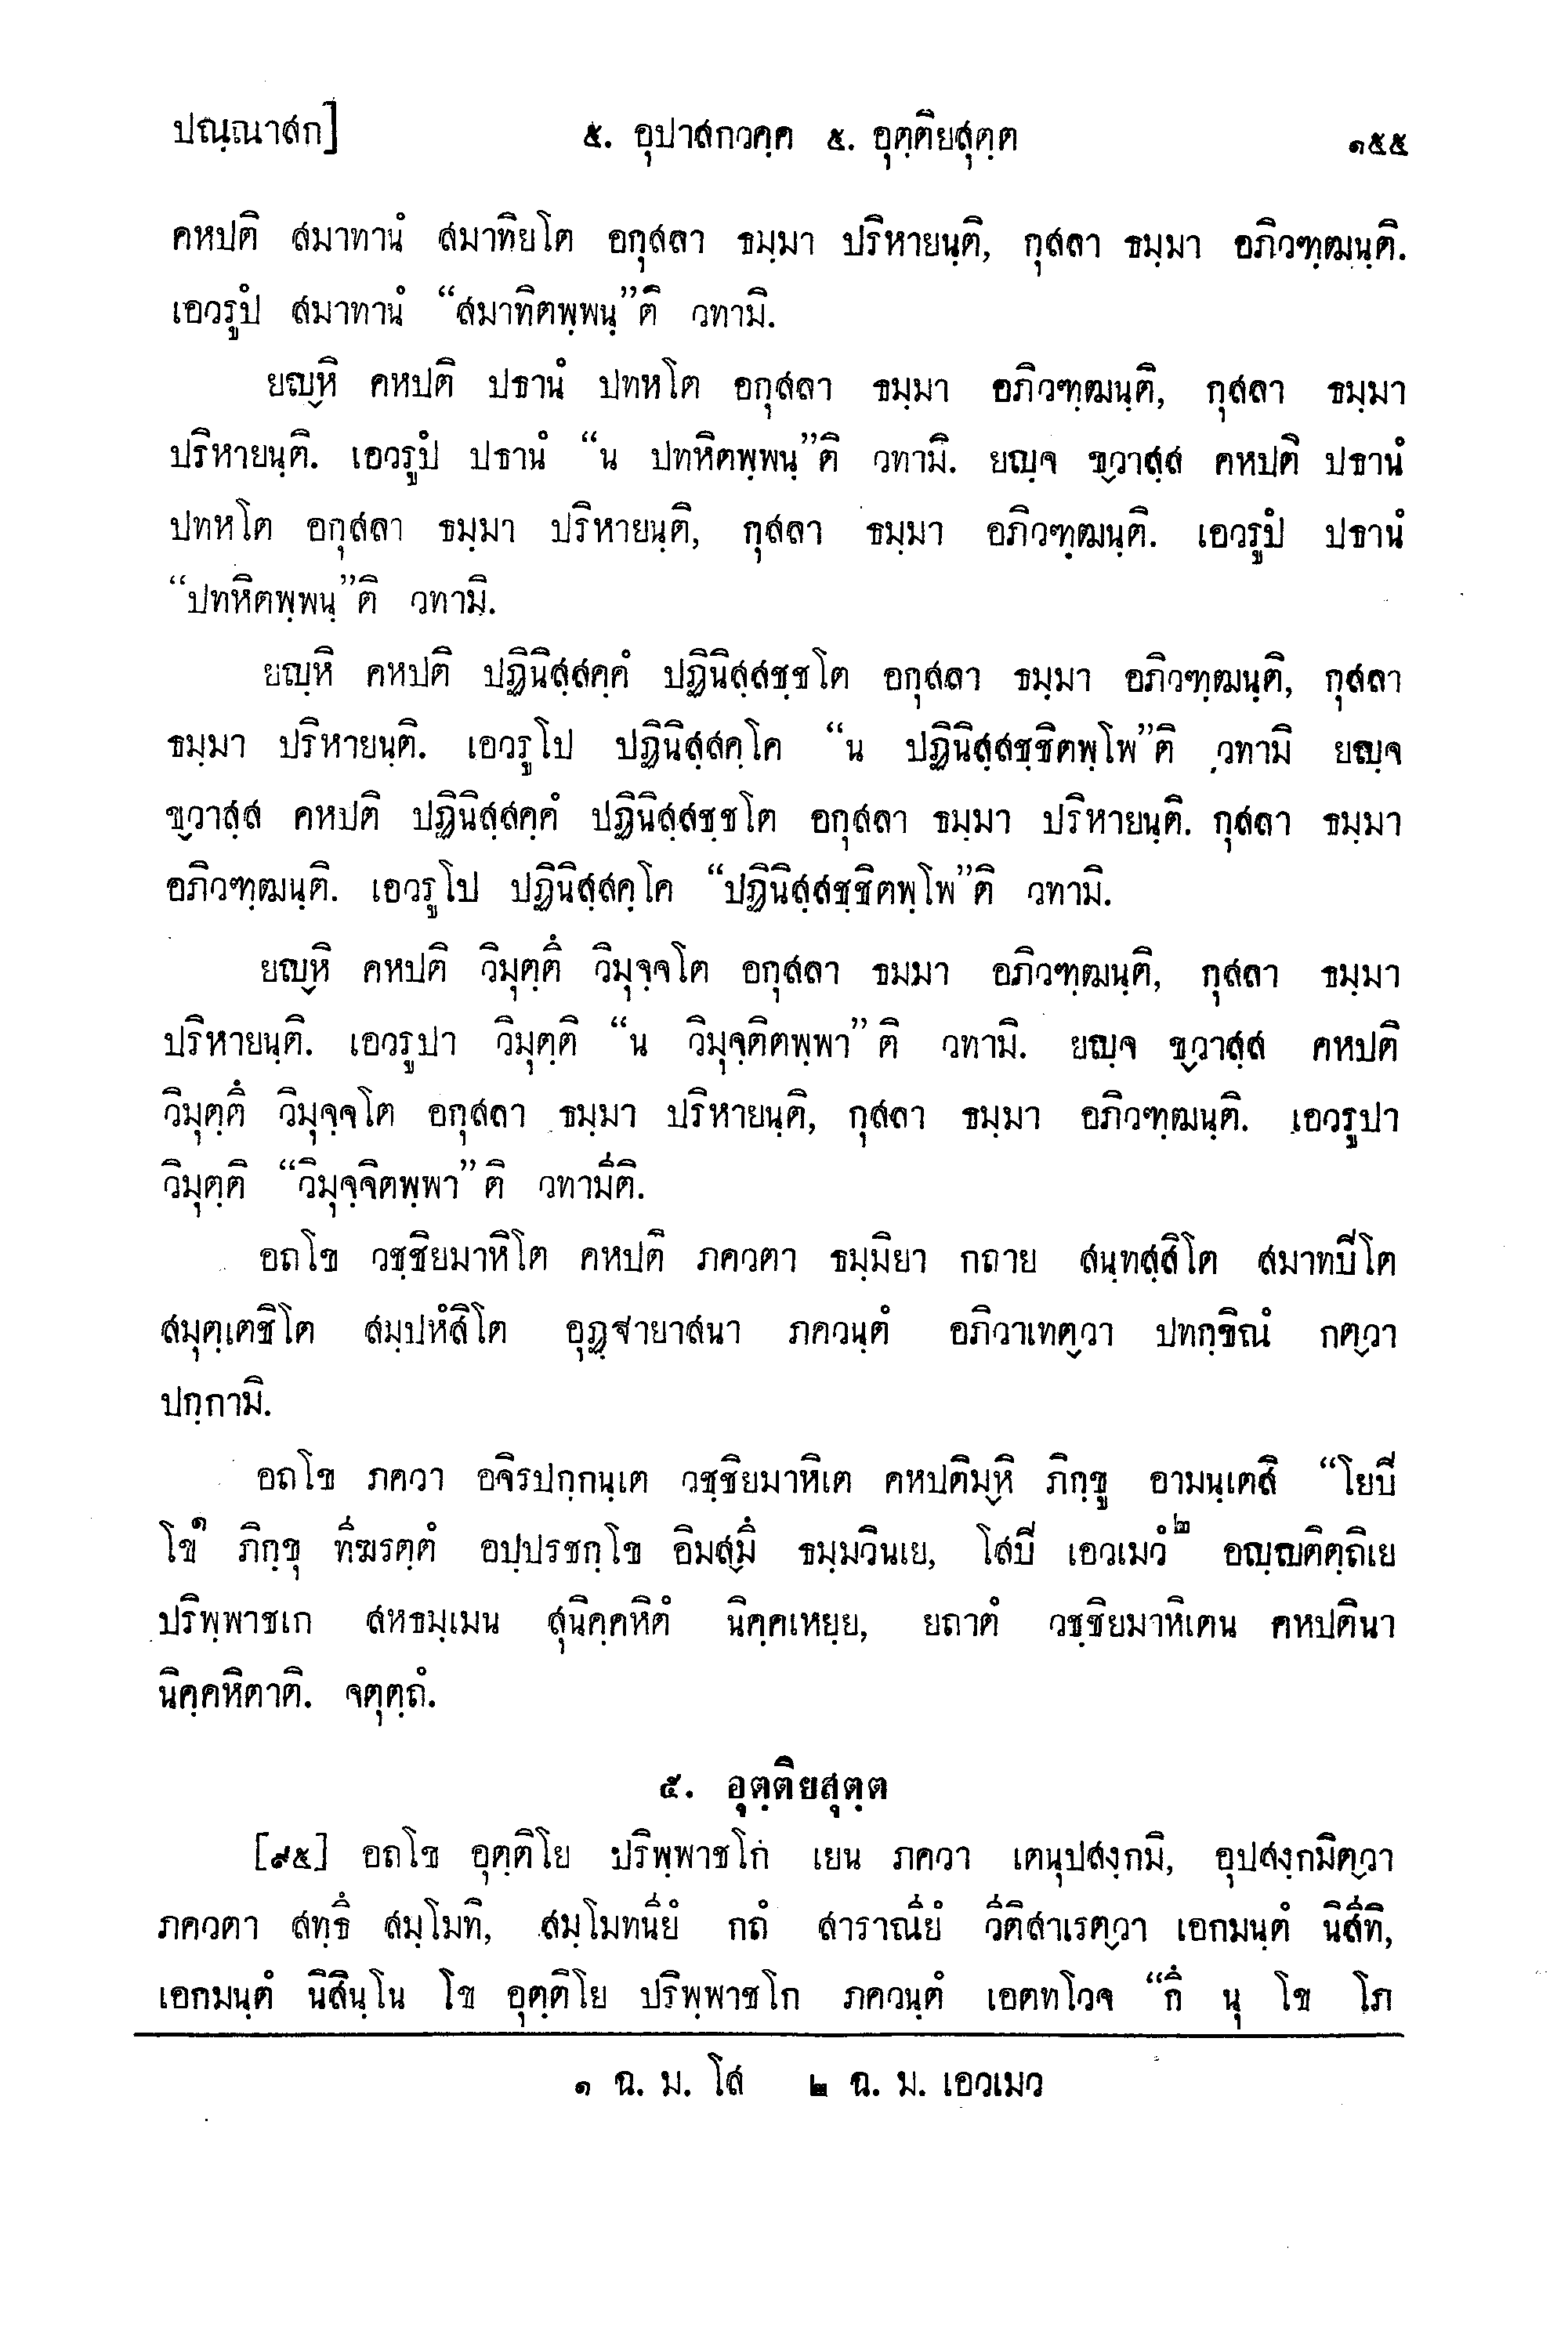 ปณฺณาสก] ๕. อุปาสกวคฺค ๕. อุตฺติยสุตฺต ๑๕๕
คหปติ สมาทานํ สมาทิยโต อกุสลา ธมฺมา ปริหายนฺติ, กุสลา ธมฺมา อภิวฑฺฒนฺติ.
เอวรูปํ สมาทานํ “สมาทิตพฺพนฺ”ติ วทามิ.
ยญฺหิ คหปติ ปธานํ ปทหโต อกุสลา ธมฺมา อภิวฑฺฒนฺติ, กุสลา ธมฺมา
ปริหายนฺติ. เอวรูปํ ปธานํ “น ปทหิตพฺพนฺ”ติ วทามิ. ยญฺจ ขฺวาสฺส คหปติ ปธานํ
ปทหโต อกุสลา ธมฺมา ปริหายนฺติ, กุสลา ธมฺมา อภิวฑฺฒนฺติ. เอวรูปํ ปธานํ
“ปทหิตพฺพนฺ”ติ วทามิ.
ยญฺหิ คหปติ ปฏินิสฺสคฺคํ ปฏินิสฺสชฺชโต อกุสลา ธมฺมา อภิวฑฺฒนฺติ, กุสลา
ธมฺมา ปริหายนฺติ. เอวรูโป ปฏินิสฺสคฺโค “น ปฏินิสฺสชฺชิตพฺโพ”ติ วทามิ ยญฺจ
ขฺวาสฺส คหปติ ปฏินิสฺสคฺคํ ปฏินิสฺสชฺชโต อกุสลา ธมฺมา ปริหายนฺติ. กุสลา ธมฺมา
อภิวฑฺฒนฺติ. เอวรูโป ปฏินิสฺสคฺโค “ปฏินิสฺสชฺชิตพฺโพ”ติ วทามิ.
ยญฺหิ คหปติ วิมุตฺตึ วิมุจฺจโต อกุสลา ธมมา อภิวฑฺฒนฺติ, กุสลา ธมฺมา
ปริหายนฺติ. เอวรูปา วิมุตฺติ “น วิมุจฺติตพฺพา”ติ วทามิ. ยญฺจ ขฺวาสฺส คหปติ
วิมุตฺตึ วิมุจฺจโต อกุสลา ธมฺมา ปริหายนฺติ, กุสลา ธมฺมา อภิวฑฺฒนฺติ. เอวรูปา
วิมุตฺติ “วิมุจฺจิตพฺพา”ติ วทามีติ.
อถโข วชฺชิยมาหิโต คหปติ ภควตา ธมฺมิยา กถาย สนฺทสฺสิโต สมาทปิโต
สมุตฺเตชิโต สมฺปหํสิโต อุฏฺฐายาสนา ภควนฺตํ อภิวาเทตฺวา ปทกฺขิณํ กตฺวา
ปกฺกามิ.
อถโข ภควา อจิรปกฺกนฺเต วชฺชิยมาหิเต คหปติมฺหิ ภิกฺขู อามนฺเตสิ “โยปิ
โข๑ ภิกฺขุ ทีฆรตฺตํ อปฺปรชกฺโข อิมสฺมึ ธมฺมวินเย, โสปิ เอวเมวํ๒ อญฺญติตฺถิเย
ปริพฺพาชเก สหธมฺเมน สุนิคฺคหิตํ นิคฺคเหยฺย, ยถาตํ วชฺชิยมาหิเตน คหปตินา
นิคฺคหิตาติ. จตุตฺถํ.
๕. อุตฺติยสุตฺต
[๙๕] อถโข อุตฺติโย ปริพฺพาชโก เยน ภควา เตนุปสงฺกมิ, อุปสงฺกมิตฺวา
ภควตา สทฺธึ สมฺโมทิ, สมฺโมทนียํ กถํ สาราณียํ วีติสาเรตฺวา เอกมนฺตํ นิสีทิ,
เอกมนฺตํ นิสินฺโน โข อุตฺติโย ปริพฺพาชโก ภควนฺตํ เอตทโวจ “กึ นุ โข โภ
๑ ฉ. ม. โส ๒ ฉ. ม. เอวเมว